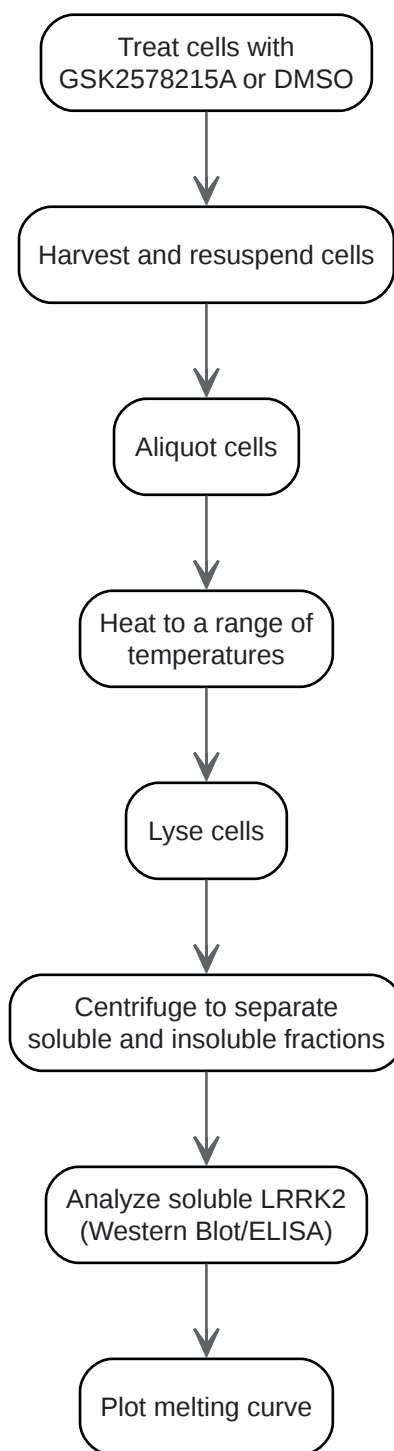 Treat cells with
GSK2578215A or DMSO
Harvest and resuspend cells
Aliquot cells
Heat to a range of
temperatures
Lyse cells
Centrifuge to separate
soluble and insoluble fractions
Analyze soluble LRRK2
(Western Blot/ELISA)
Plot melting curve